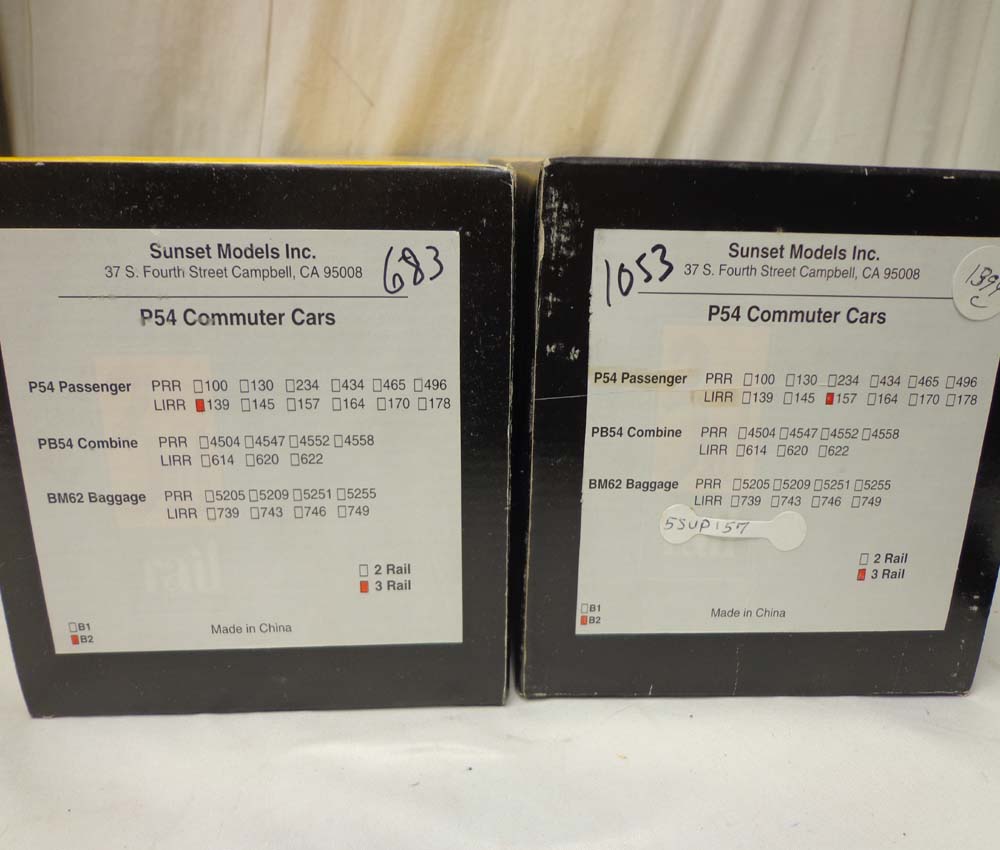 Sunset Models Inc.
683
37 S. Fourth Street Campbell, CA 95008
P54 Commuter Cars
P54 Passenger PRR 100 130 234 434 465 496
LIRR 139 145 157 164 170 178
PB54 Combine PRR 4504 4547 4552 4558
LIRR 614 620 622
BM62 Baggage PRR 5205 5209 5251 5255
LIRR 739 743 746 749
2 Rail
3 Rail
B1
B2
Made in China
Sunset Models Inc.
1053
37 S. Fourth Street Campbell, CA 95008
P54 Commuter Cars
P54 Passenger PRR 100 130 234 434 465 496
LIRR 139 145 157 164 170 178
PB54 Combine PRR 4504 4547 4552 4558
LIRR 614 620 622
BM62 Baggage PRR 5205 5209 5251 5255
LIRR 739 743 746 749
5SUP157
2 Rail
3 Rail
B1
B2
Made in China